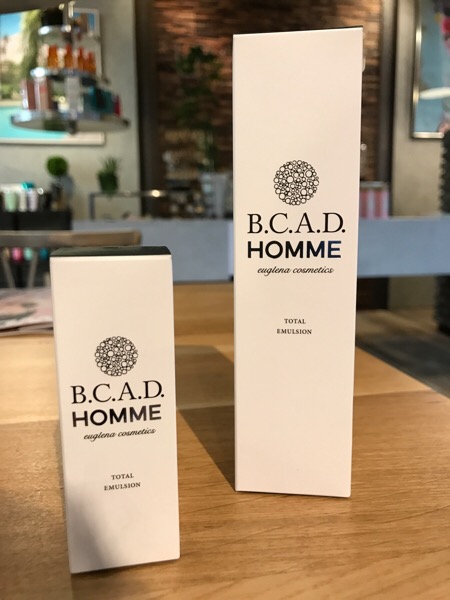 B.C.A.D.
HOMME
euglena cosmetics
TOTAL
EMULSION
B.C.A.D.
HOMME
euglena cosmetics
TOTAL
EMULSION